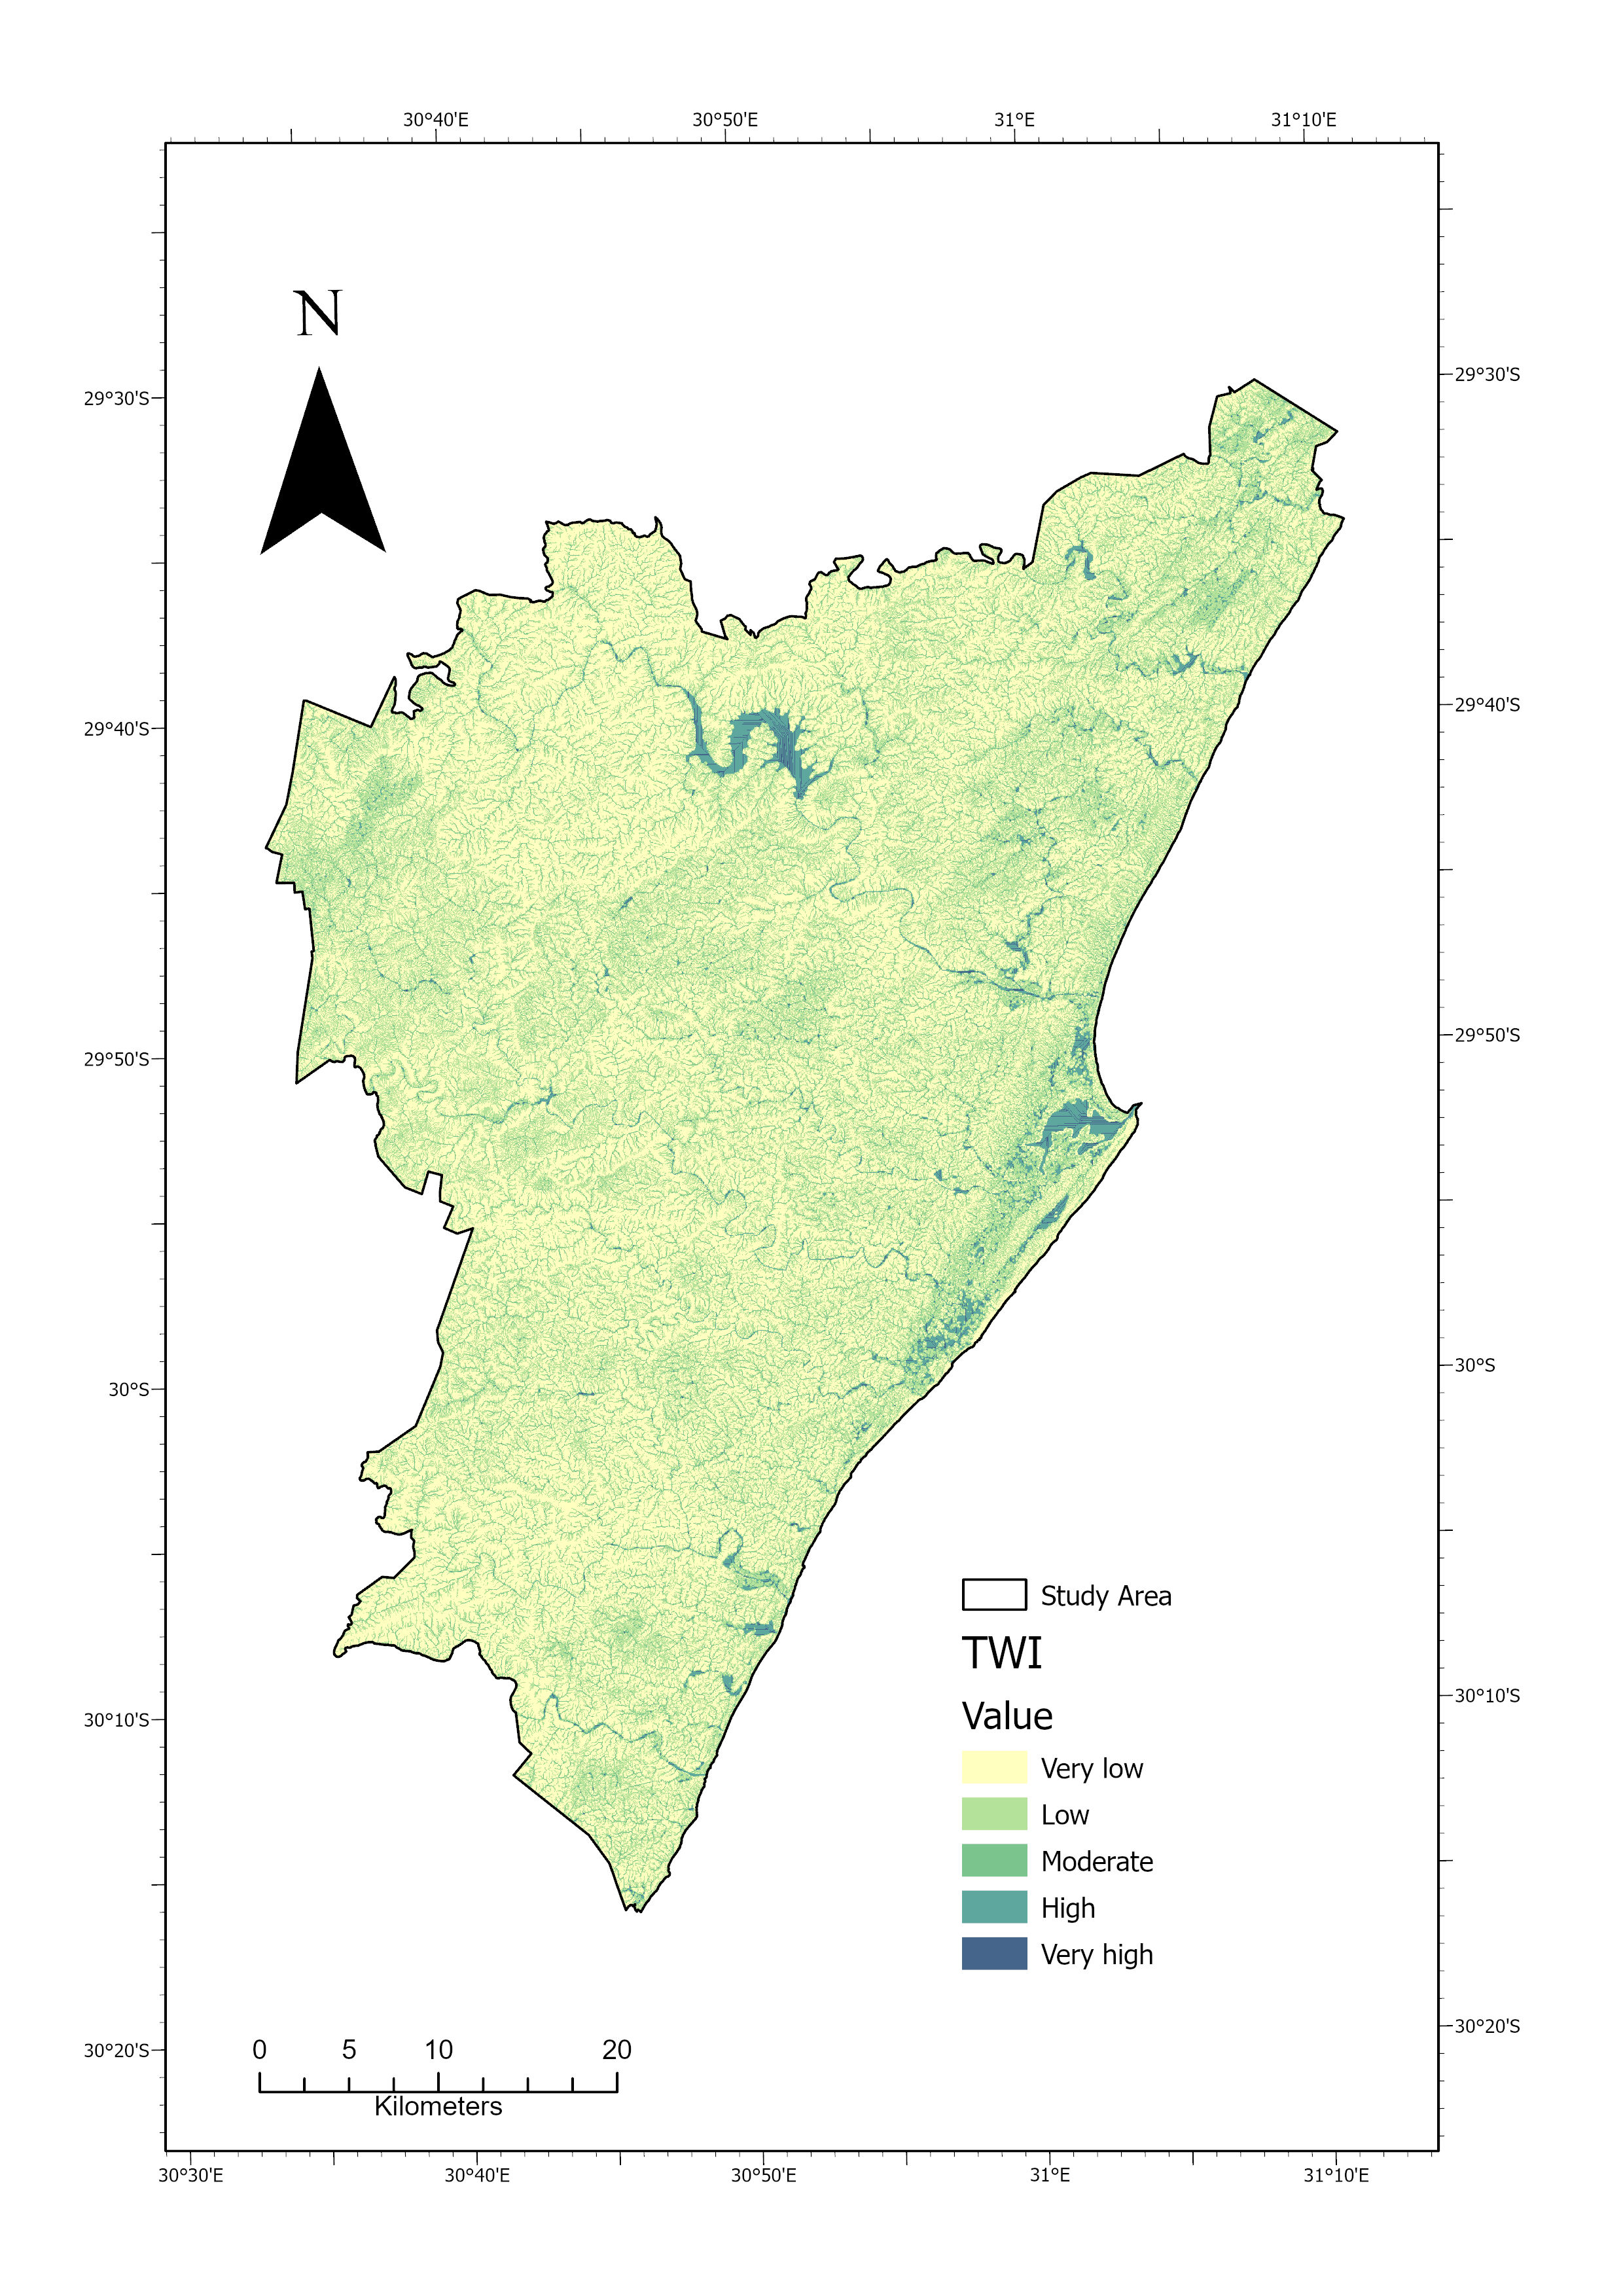 30°40'E 30°50'E 31°E 31°10'E
N
29°30'S 29°30'S
29°40'S 29°40'S
29°50'S 29°50'S
30°S 30°S
Study Area
TWI
30°10'S 30°10'S
Value
Very low
Low
Moderate
High
Very high
30°20'S 30°20'S
0 5 10 20
Kilometers
30°30'E 30°40'E 30°50'E 31°E 31°10'E